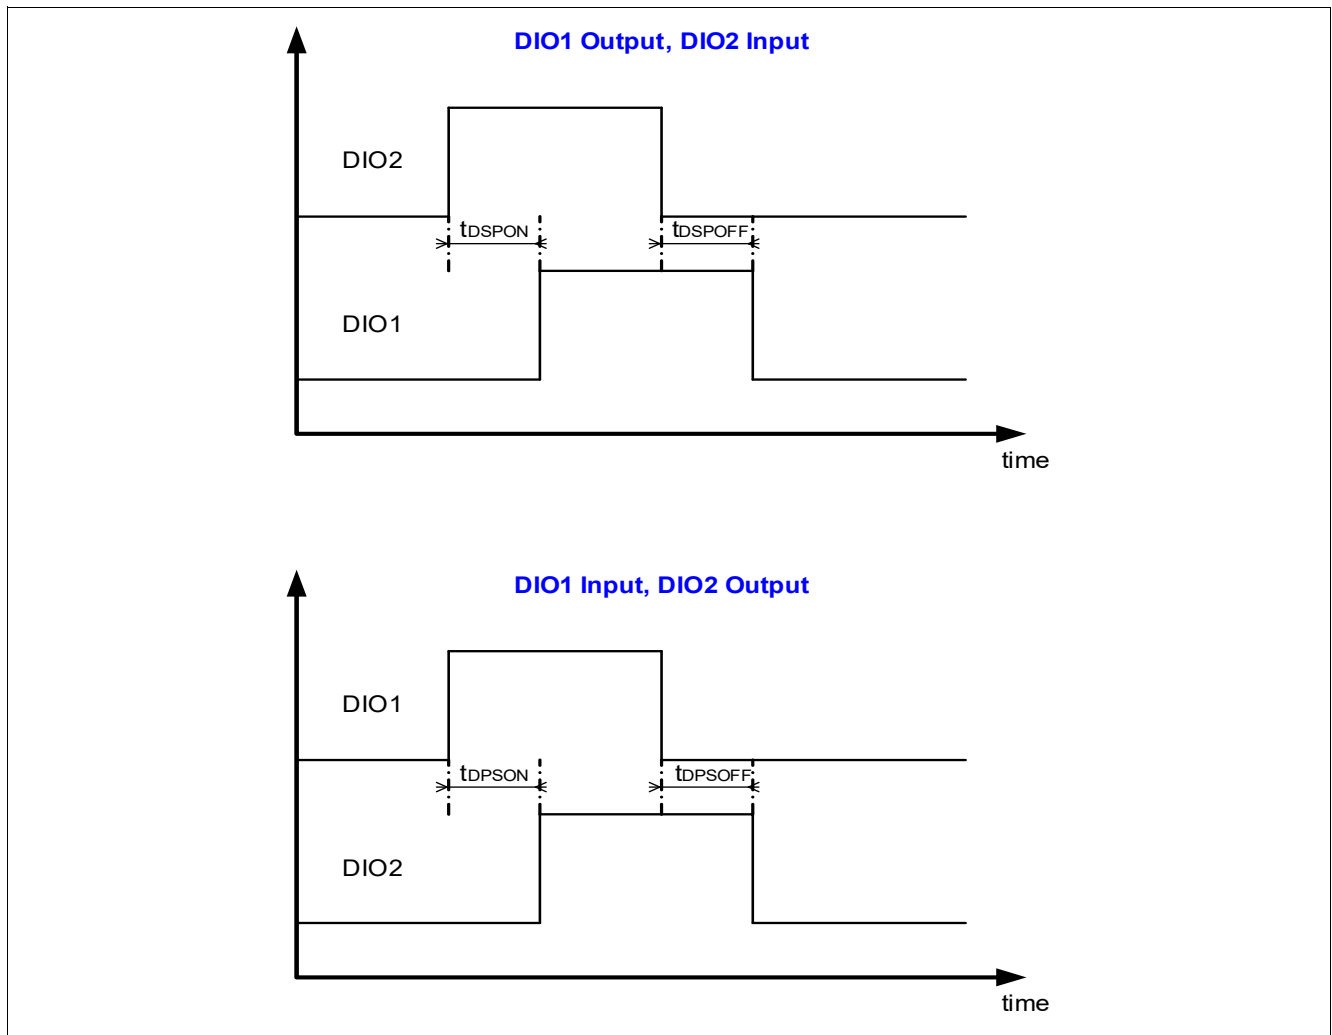 DIO1 Output, DIO2 Input
DIO2
tDSPON
tDSPOFF
DIO1
time
DIO1 Input, DIO2 Output
DIO1
tDPSON
tDPSOFF
DIO2
time